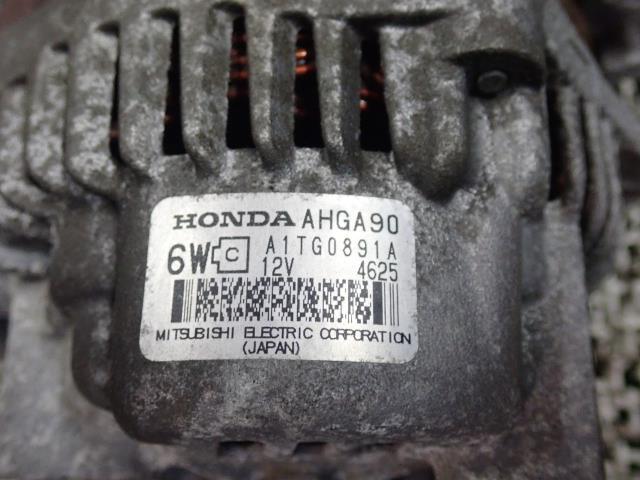 HONDA AHGA90
6W C A1TG0891A
12V 4625
MITSUBISHI ELECTRIC CORPORATION
(JAPAN)